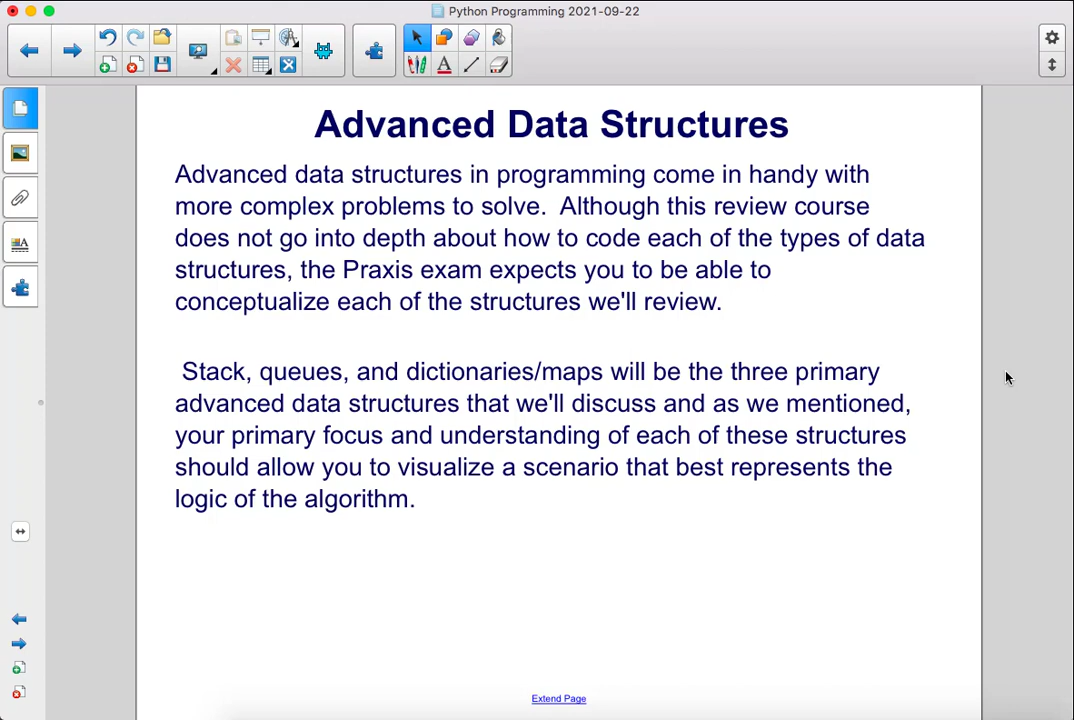 Python Programming 2021-09-22
Advanced Data Structures
Advanced data structures in programming come in handy with
more complex problems to solve.  Although this review course
does not go into depth about how to code each of the types of data
structures, the Praxis exam expects you to be able to
conceptualize each of the structures we'll review.
Stack, queues, and dictionaries/maps will be the three primary
advanced data structures that we'll discuss and as we mentioned,
your primary focus and understanding of each of these structures
should allow you to visualize a scenario that best represents the
logic of the algorithm.
Extend Page